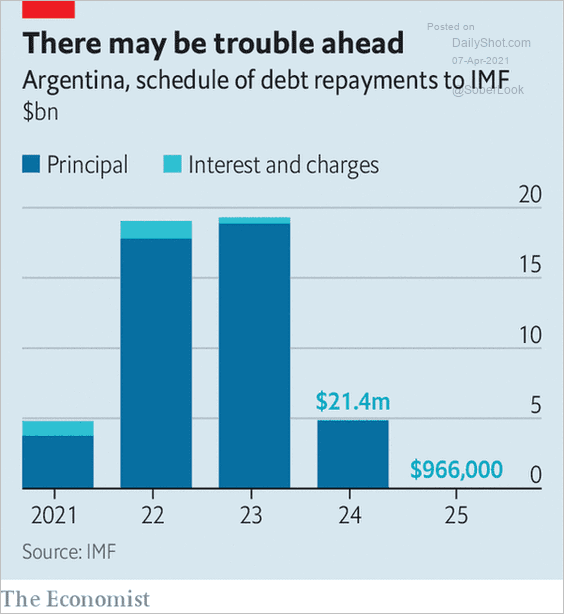 Posted on
DailyShot.com
07-Apr-2021
@SoberLook
There may be trouble ahead
Argentina, schedule of debt repayments to IMF
$bn
Principal Interest and charges
20
15
10
$21.4m
5
$966,000
0
2021 22 23 24 25
Source: IMF
The Economist